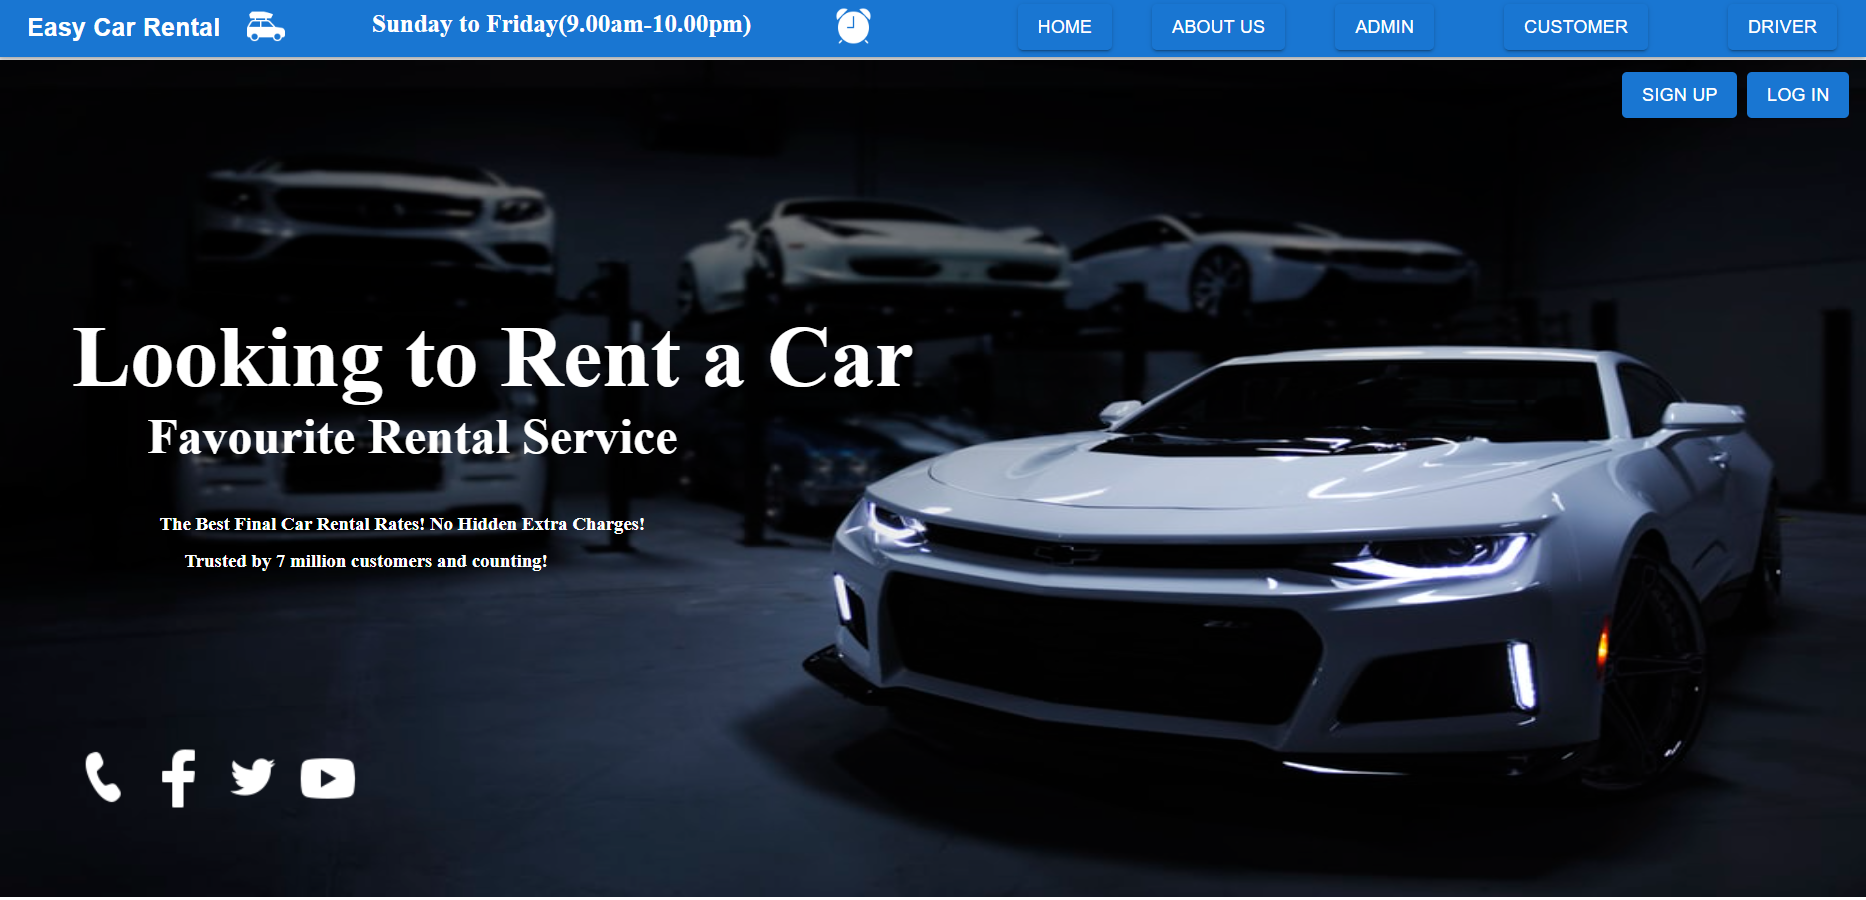 Easy Car Rental
Sunday to Friday(9.00am-10.00pm)
HOME
ABOUT US
ADMIN
CUSTOMER
DRIVER
SIGN UP
LOG IN
Looking to Rent a Car
Favourite Rental Service
The Best Final Car Rental Rates! No Hidden Extra Charges!
Trusted by 7 million customers and counting!